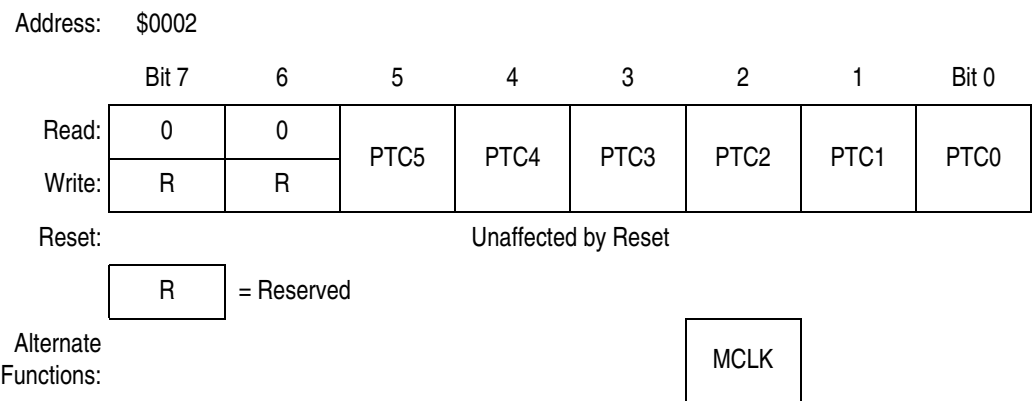 Address: $0002
Bit 7 6 5 4 3 2 1 Bit 0
Read: 0 0
PTC5 PTC4 PTC3 PTC2 PTC1 PTC0
Write: R R
Reset: Unaffected by Reset
R = Reserved
Alternate
MCLK
Functions: